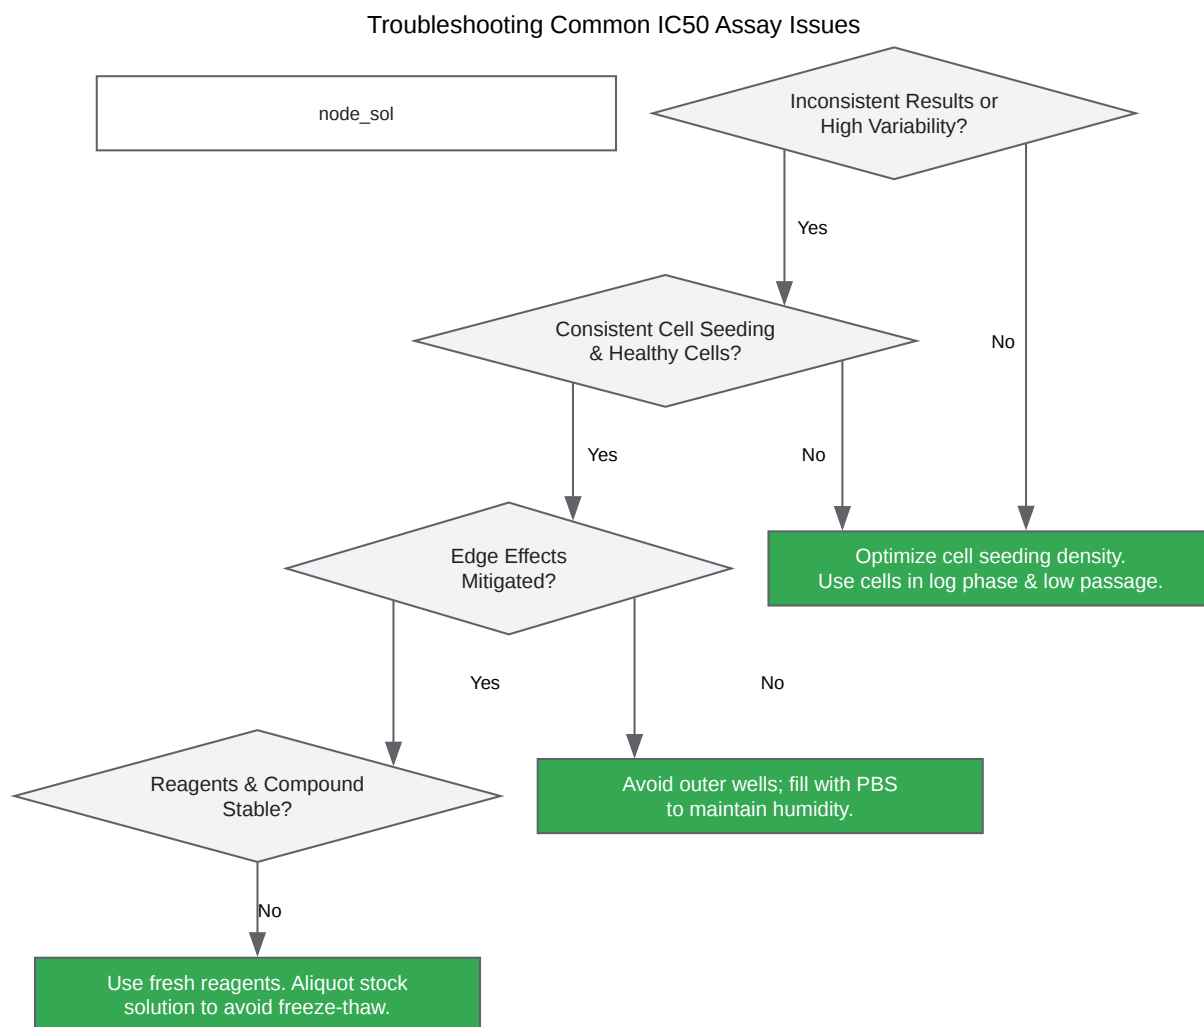 Troubleshooting Common IC50 Assay Issues
node_sol
Inconsistent Results or
High Variability?
Yes
No
Consistent Cell Seeding
& Healthy Cells?
Yes
No
Edge Effects
Mitigated?
Optimize cell seeding density.
Use cells in log phase & low passage.
Yes
No
Reagents & Compound
Stable?
Avoid outer wells; fill with PBS
to maintain humidity.
No
Use fresh reagents. Aliquot stock
solution to avoid freeze-thaw.